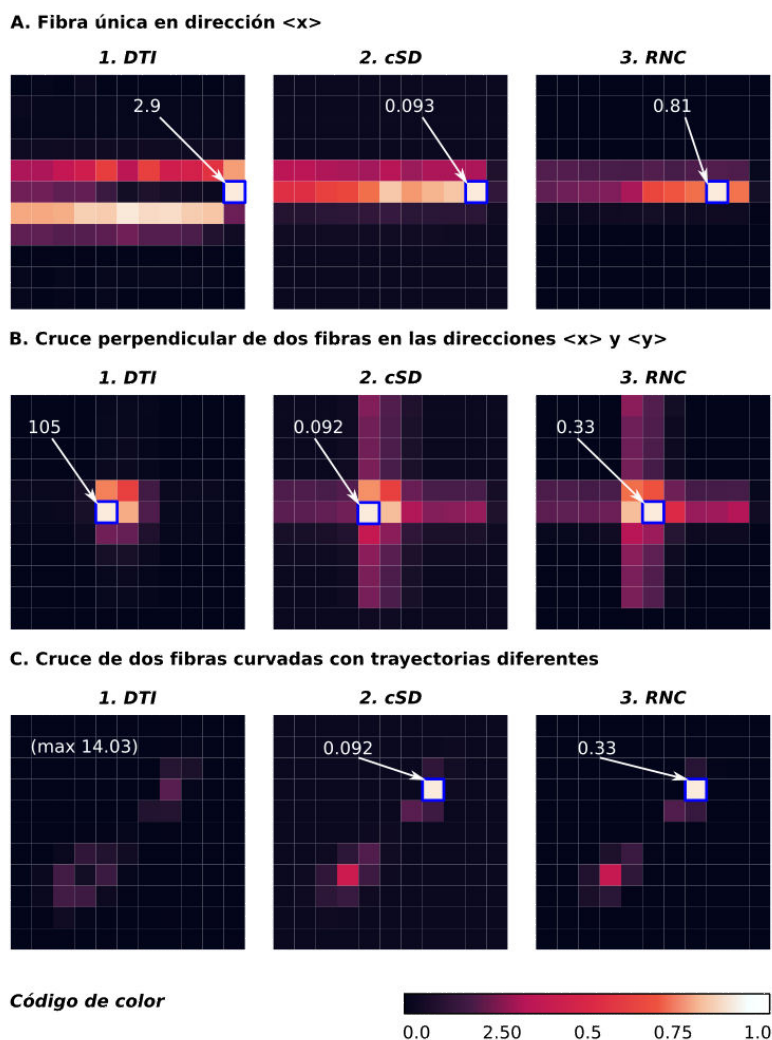 A. Fibra única en dirección <x>
1. DTI 2. cSD 3. RNC
2.9 0.093 0.81
B. Cruce perpendicular de dos fibras en las direcciones <x> y <y>
1. DTI 2. cSD 3. RNC
105 0.092 0.33
C. Cruce de dos fibras curvadas con trayectorias diferentes
1. DTI 2. cSD 3. RNC
(max 14.03) 0.092 0.33
Código de color
0.0 2.50 0.5 0.75 1.0